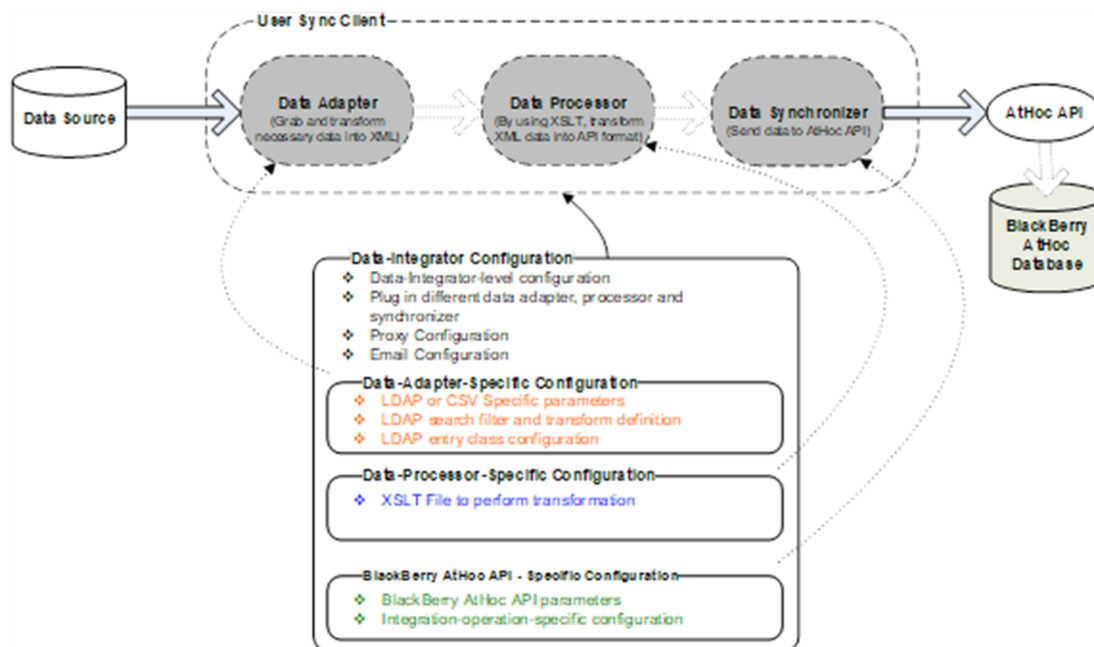 User Sync Client
Data Source
Data Adapter
(Grab and transform
necessary data into XML)
Data Processor
(By using XSLT, transform
XML data into API format)
Data Synchronizer
(Send data to AtHoc API)
AtHoc API
BlackBerry
AtHoc
Database
Data-Integrator Configuration
❖ Data-Integrator-level configuration
❖ Plug in different data adapter, processor and
synchronizer
❖ Proxy Configuration
❖ Email Configuration
Data-Adapter-Specific Configuration
❖ LDAP or CSV Specific parameters
❖ LDAP search filter and transform definition
❖ LDAP entry class configuration
Data-Processor-Specific Configuration
❖ XSLT File to perform transformation
BlackBerry AtHoc API - Specific Configuration
❖ BlackBerry AtHoc API parameters
❖ Integration-operation-specific configuration